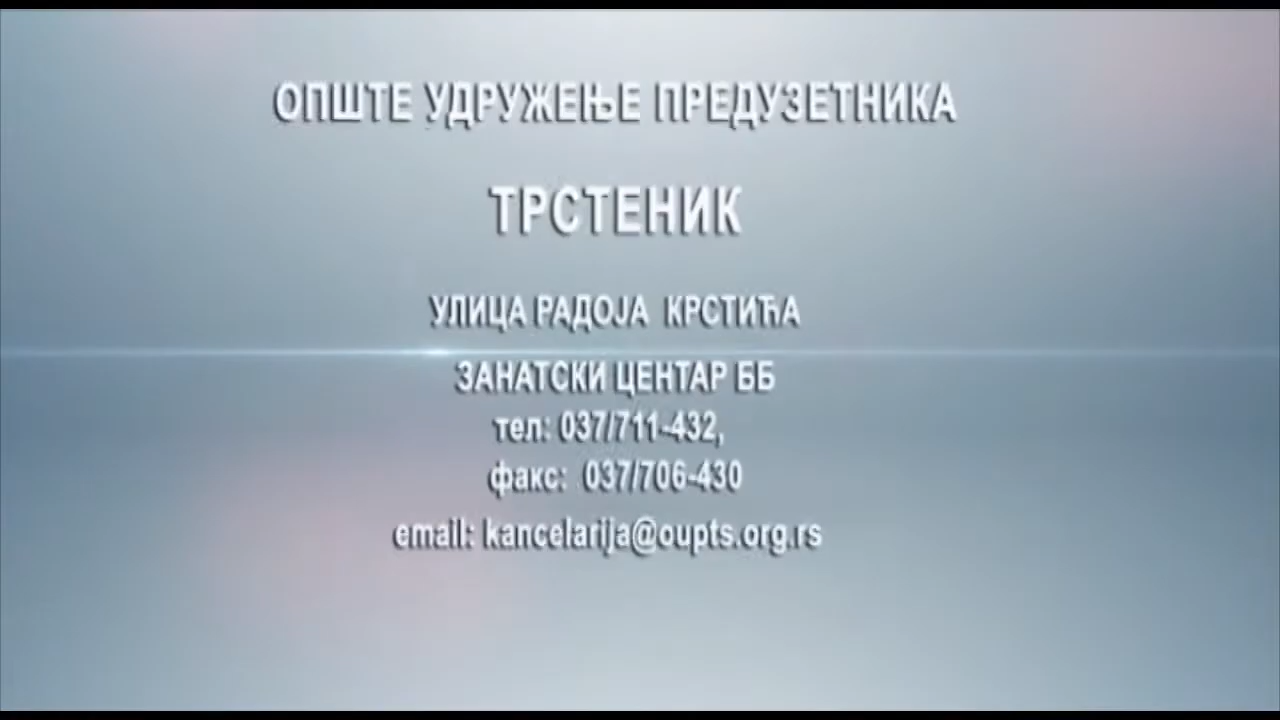 ОПШТЕ УДРУЖЕЊЕ ПРЕДУЗЕТНИКА
ТРСТЕНИК
УЛИЦА РАДОЈА КРСТИЋА
ЗАНАТСКИ ЦЕНТАР ББ
тел: 037/711-432,
факс: 037/706-430
email: kancelarija@oupts.org.rs